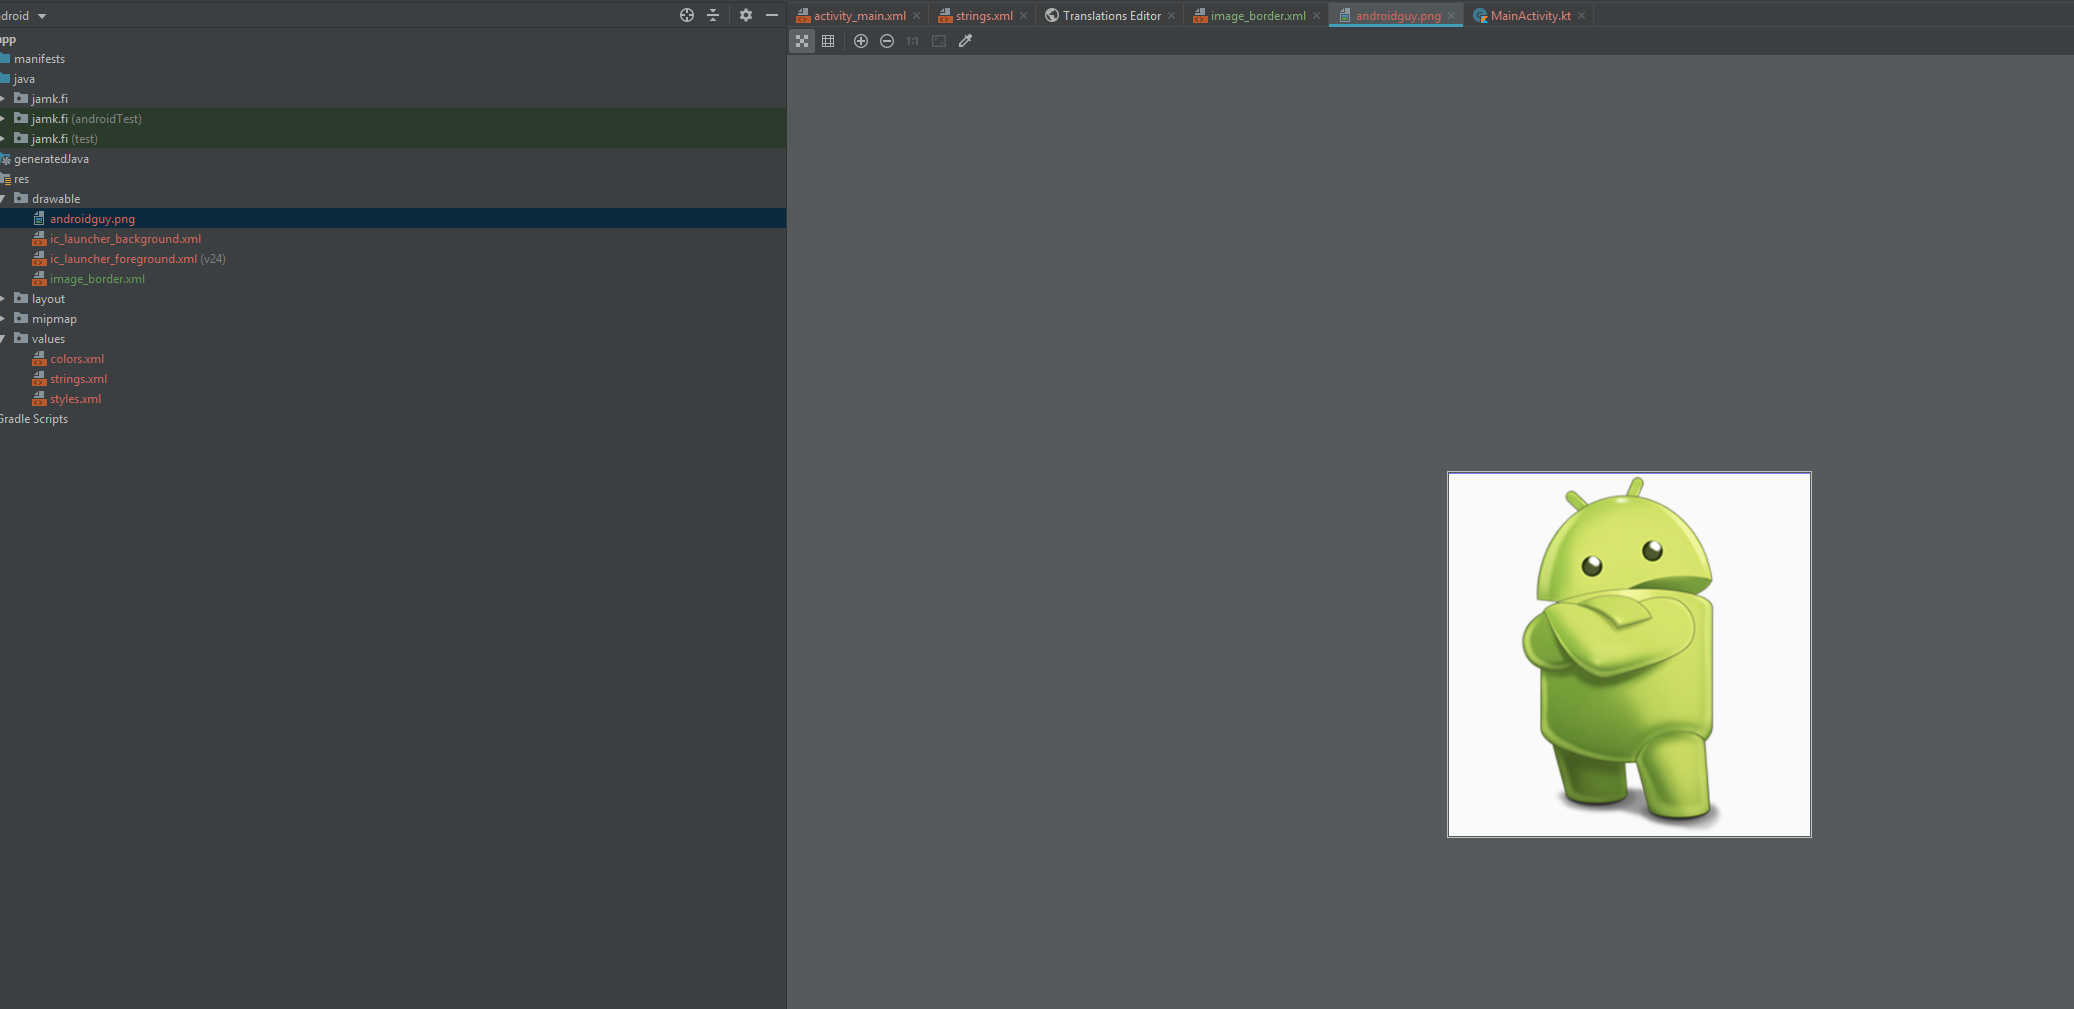 ndroid
activity_main.xml
strings.xml
Translations Editor
image_border.xml
androidguy.png
MainActivity.kt
1:1
app
manifests
java
jamk.fi
jamk.fi (androidTest)
jamk.fi (test)
generatedJava
res
drawable
androidguy.png
ic_launcher_background.xml
ic_launcher_foreground.xml (v24)
image_border.xml
layout
mipmap
values
colors.xml
strings.xml
styles.xml
Gradle Scripts